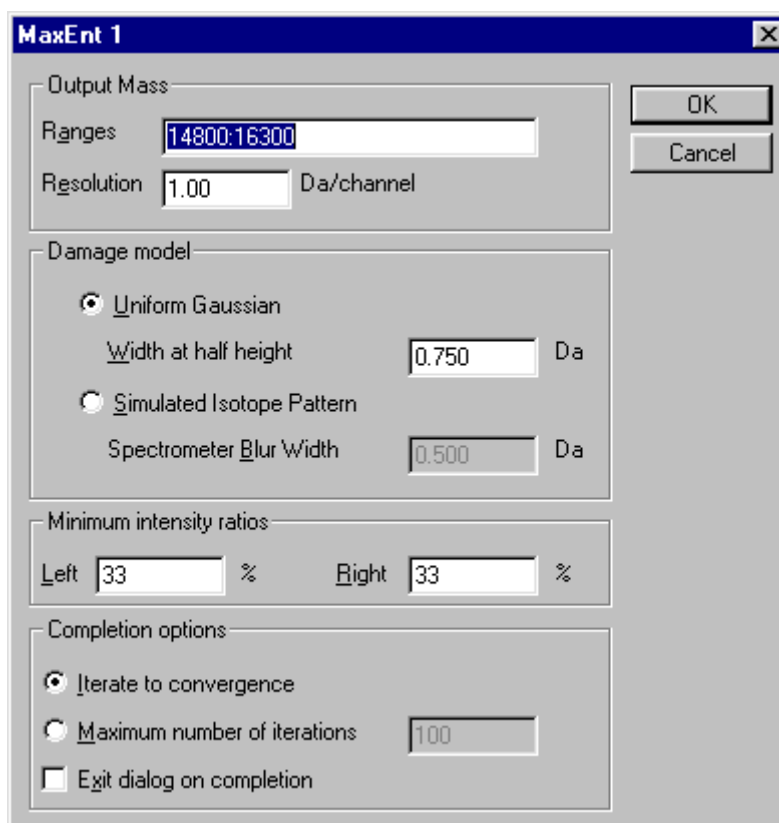 MaxEnt 1
Output Mass
Ranges 14800:16300
Resolution 1.00 Da/channel
OK
Cancel
Damage model
Uniform Gaussian
Width at half height 0.750 Da
Simulated Isotope Pattern
Spectrometer Blur Width 0.500 Da
Minimum intensity ratios
Left 33 % Right 33 %
Completion options
Iterate to convergence
Maximum number of iterations 100
Exit dialog on completion